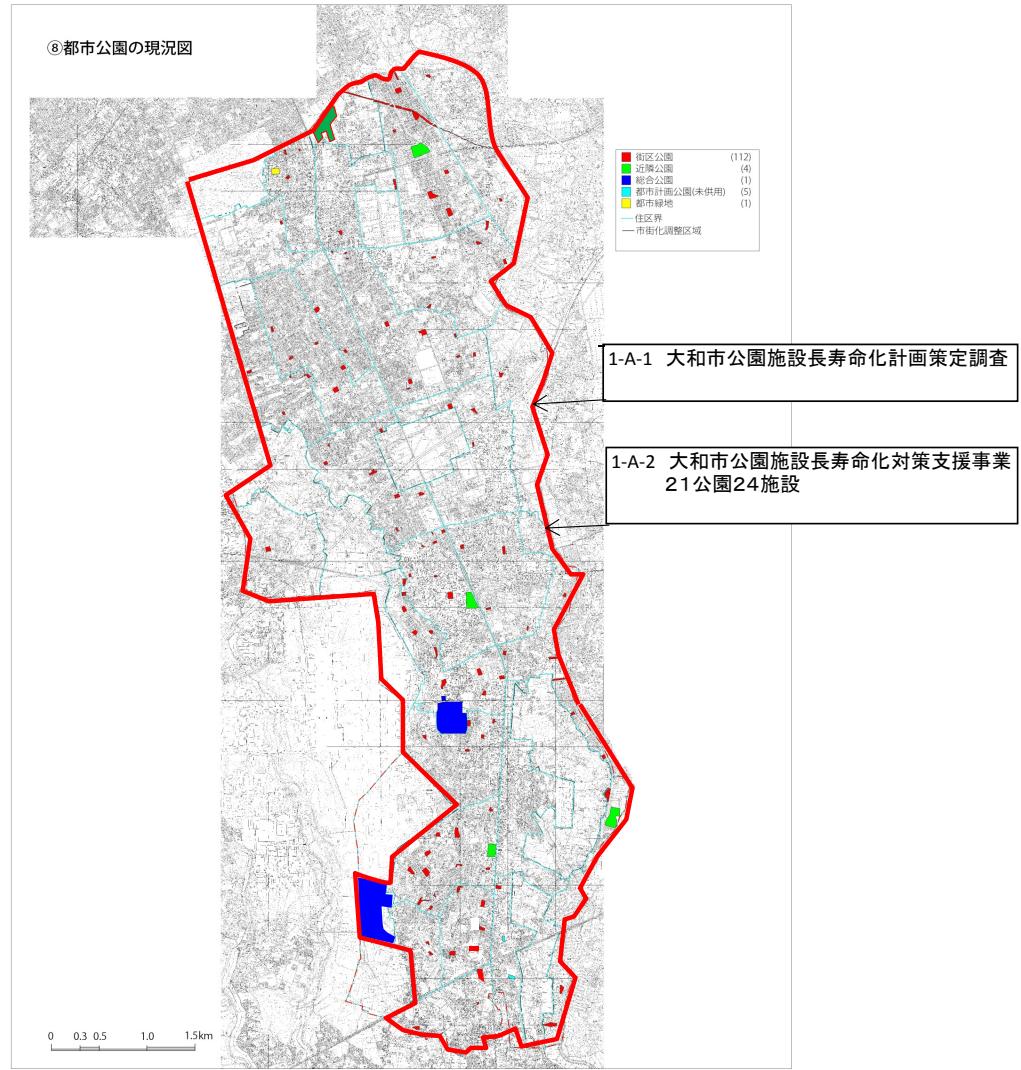 ⑧都市公園の現況図
街区公園 (112)
近隣公園 (4)
総合公園 (1)
都市計画公園(未供用) (5)
都市緑地 (1)
住区界
市街化調整区域
1-A-1 大和市公園施設長寿命化計画策定調査
1-A-2 大和市公園施設長寿命化対策支援事業
21公園24施設
0 0.3 0.5 1.0 1.5km